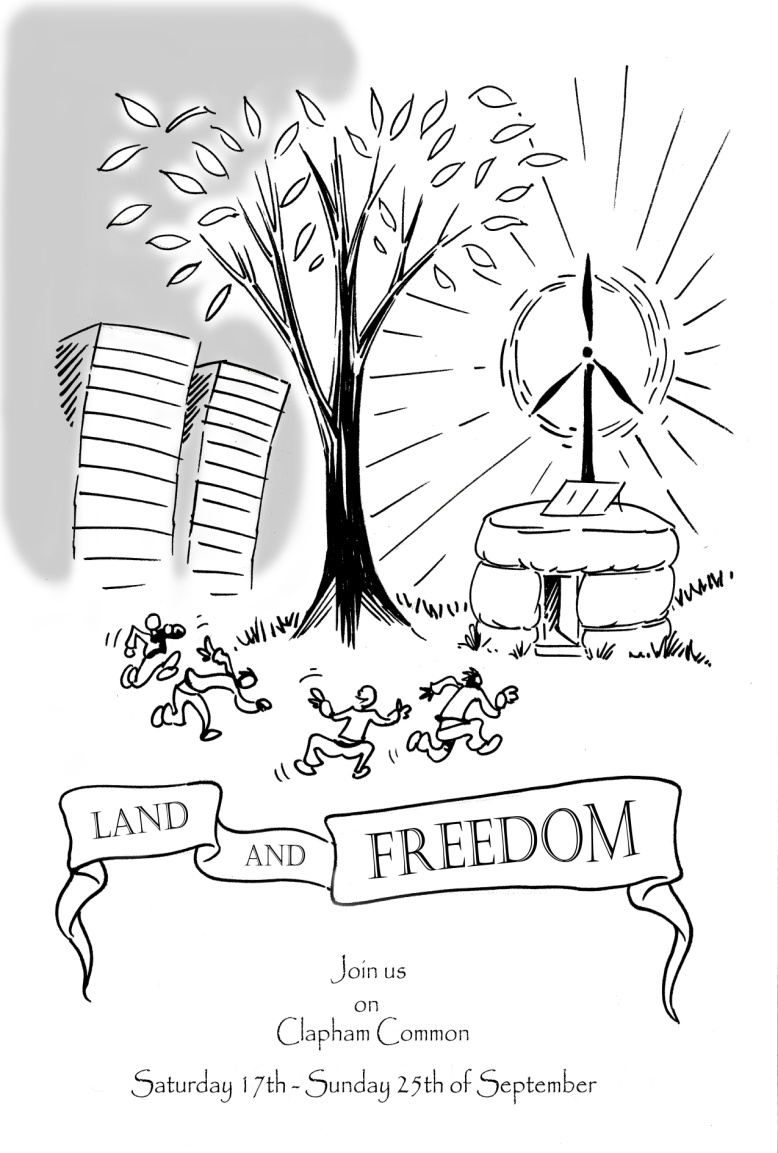 LAND
AND
FREEDOM
Join us
on
Clapham Common
Saturday 17th - Sunday 25th of September